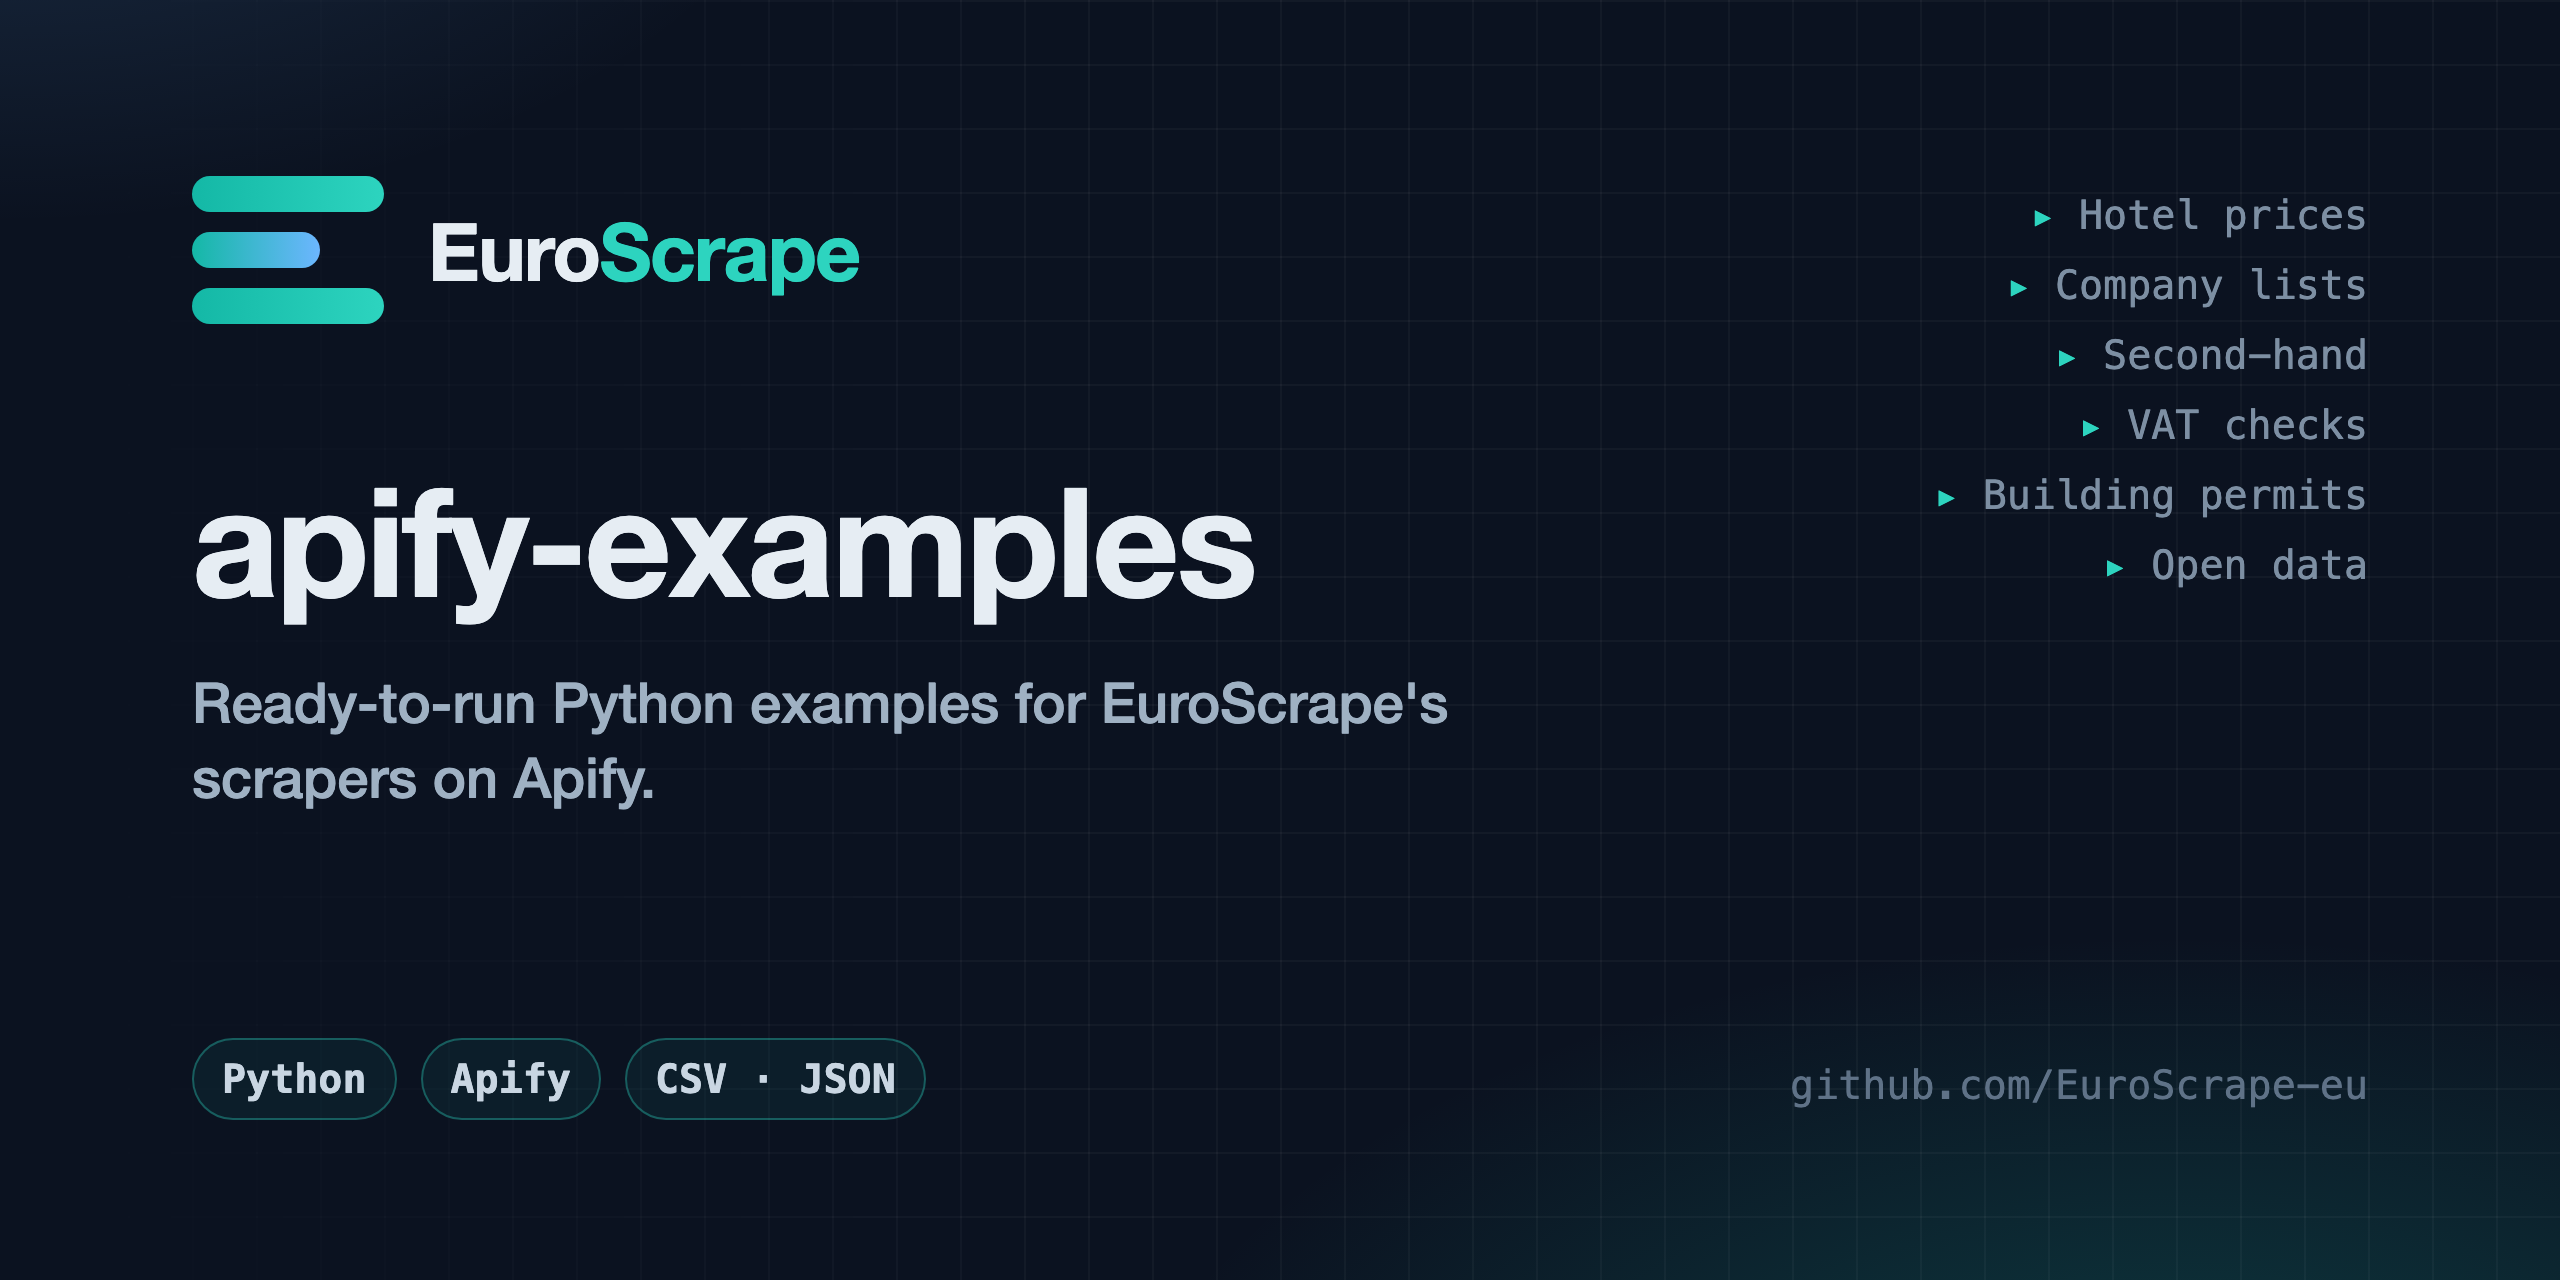 EuroScrape
apify-examples
Ready-to-run Python examples for EuroScrape's
scrapers on Apify.
Python
Apify
CSV · JSON
▸ Hotel prices
▸ Company lists
▸ Second-hand
▸ VAT checks
▸ Building permits
▸ Open data
github.com/EuroScrape-eu